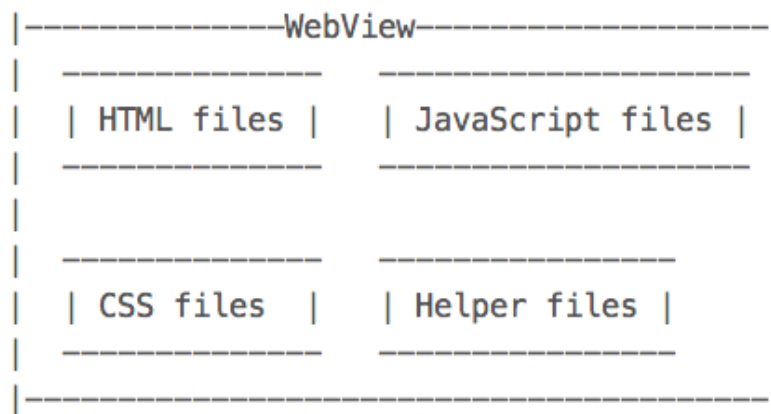 |--------------WebView-------------------
| -------------- --------------------
| | HTML files | | JavaScript files |
| -------------- --------------------
|
| -------------- ----------------
| | CSS files | | Helper files |
| -------------- ----------------
|----------------------------------------